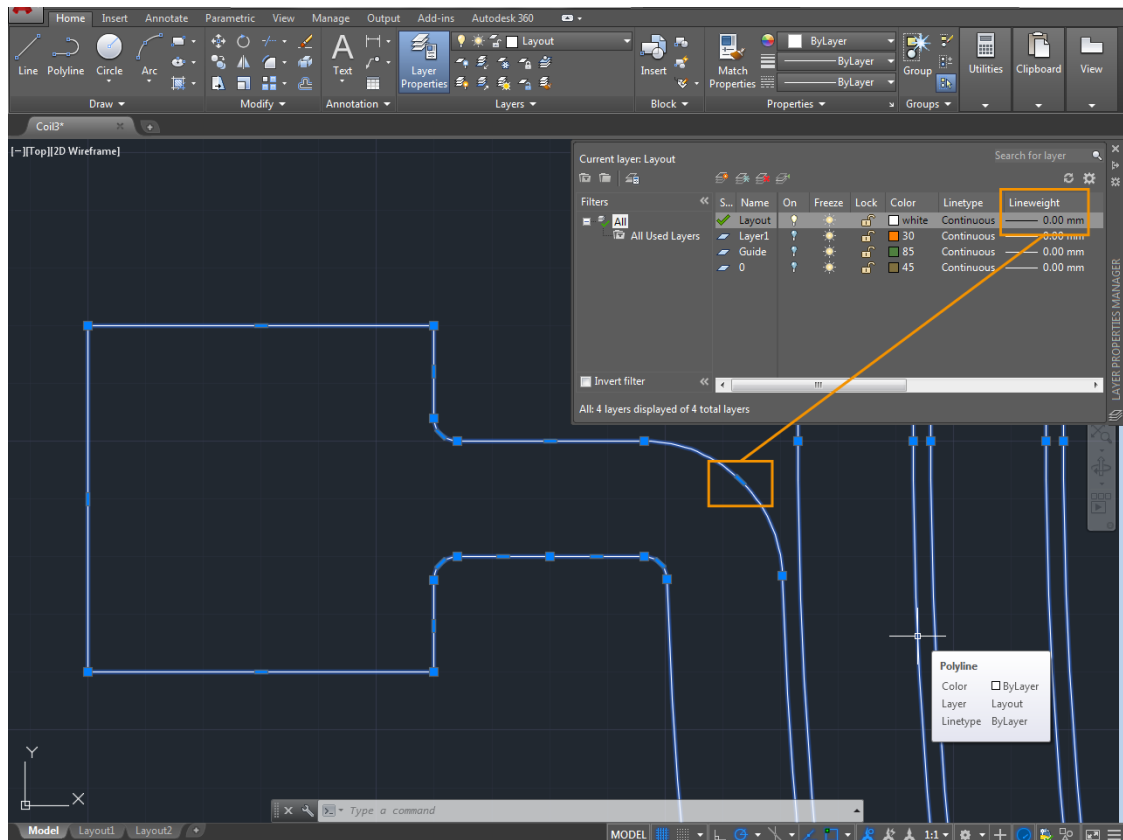 Home Insert Annotate Parametric View Manage Output Add-ins Autodesk 360
Layout
ByLayer
ByLayer
ByLayer
Line Polyline Circle Arc
Text
Layer
Properties
Insert
Match
Properties
Group
Utilities
Clipboard
View
Draw Modify Annotation Layers Block Properties Groups
Coil3*
[−][Top][2D Wireframe]
Current layer: Layout
Search for layer
Filters
S... Name On Freeze Lock Color Linetype Lineweight
All
All Used Layers
Layout white Continuous 0.00 mm
Layer1 30 Continuous 0.00 mm
Guide 85 Continuous 0.00 mm
0 45 Continuous 0.00 mm
Invert filter
All: 4 layers displayed of 4 total layers
LAYER PROPERTIES MANAGER
Polyline
Color ByLayer
Layer Layout
Linetype ByLayer
Y
X
Type a command
Model Layout1 Layout2
MODEL 1:1